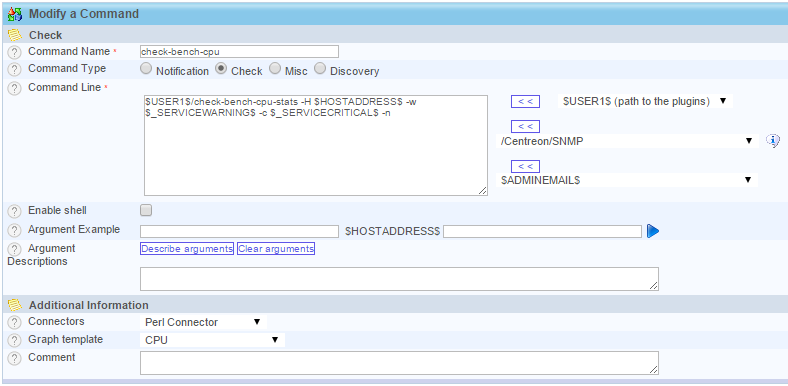 Modify a Command
Check
? Command Name * check-bench-cpu
? Command Type Notification Check Misc Discovery
? Command Line *
$USER1$/check-bench-cpu-stats -H $HOSTADDRESS$ -w
$_SERVICEWARNING$ -c $_SERVICECRITICAL$ -n
<< $USER1$ (path to the plugins)
<<
/Centreon/SNMP
<<
$ADMINEMAIL$
? Enable shell
? Argument Example $HOSTADDRESS$
? Argument
Descriptions
Describe arguments Clear arguments
Additional Information
? Connectors Perl Connector
? Graph template CPU
? Comment